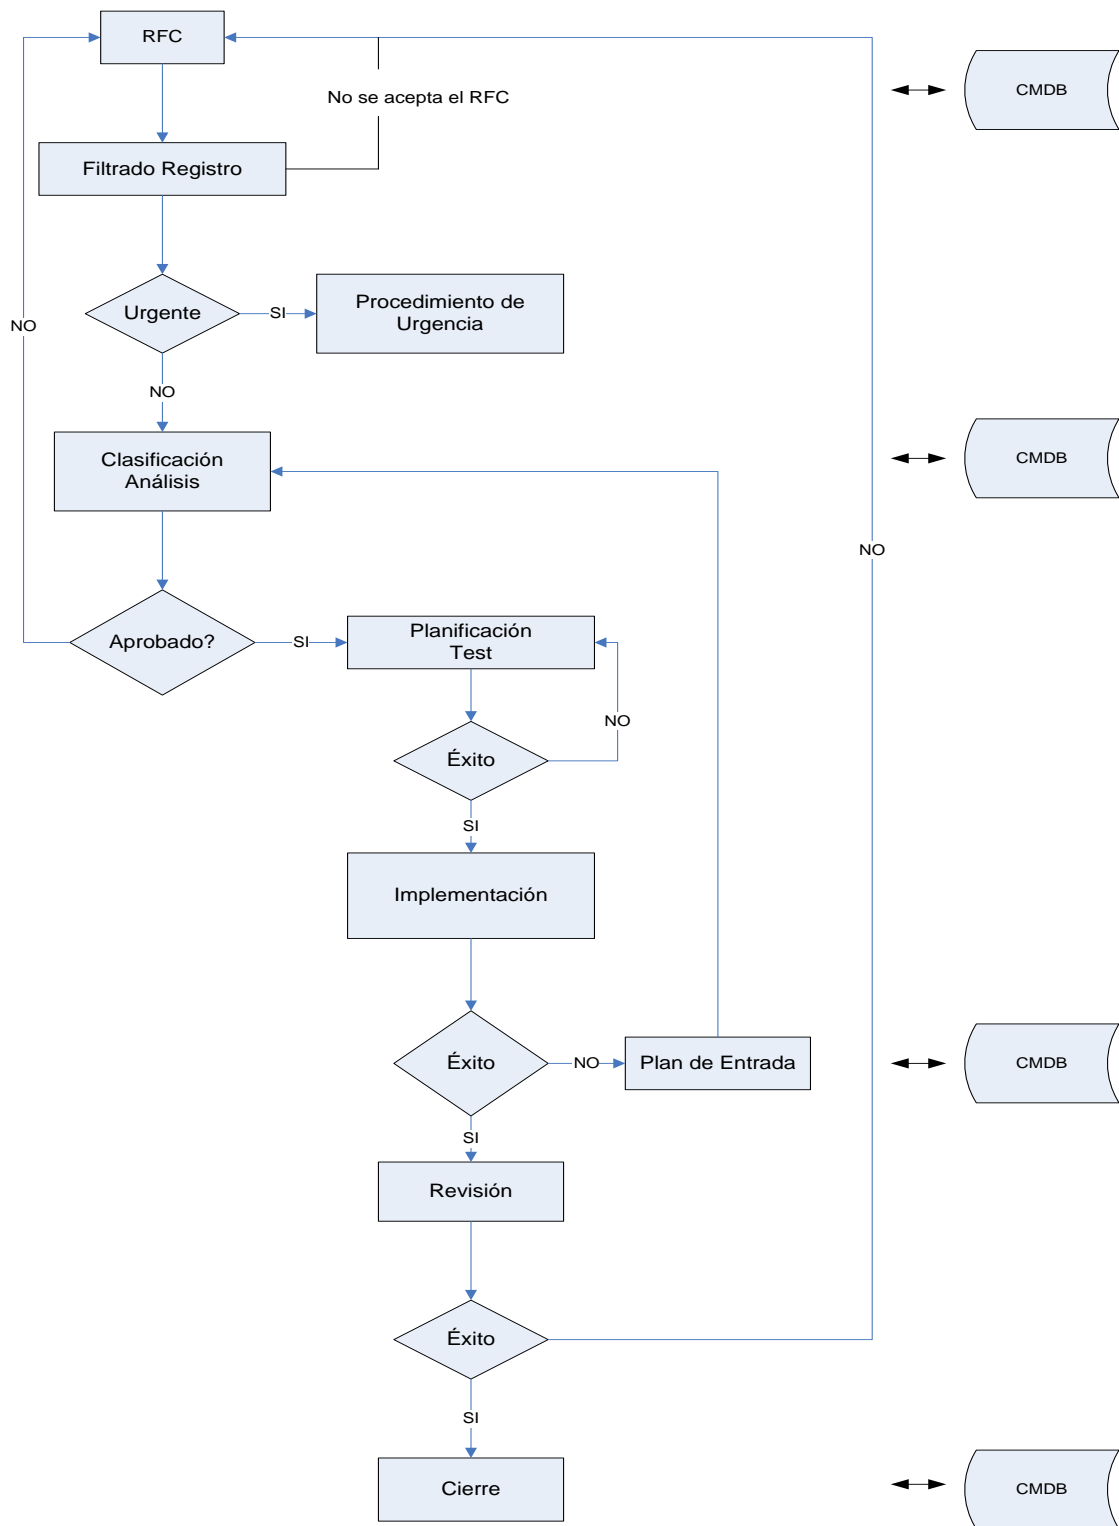 RFC
CMDB
No se acepta el RFC
Filtrado Registro
Urgente
SI
Procedimiento de
Urgencia
NO
NO
Clasificación
Análisis
CMDB
NO
Aprobado?
SI
Planificación
Test
NO
Éxito
SI
Implementación
Éxito
NO
Plan de Entrada
CMDB
SI
Revisión
Éxito
SI
Cierre
CMDB